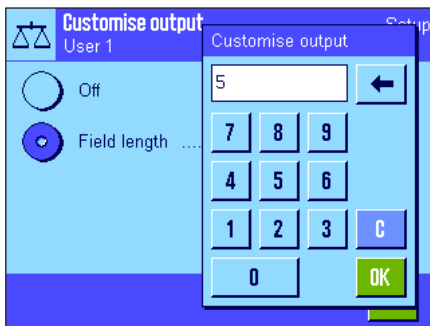 Customise output
Setup
User 1
Off
Field length ....
Customise output
5
7 8 9
4 5 6
1 2 3 C
0 OK